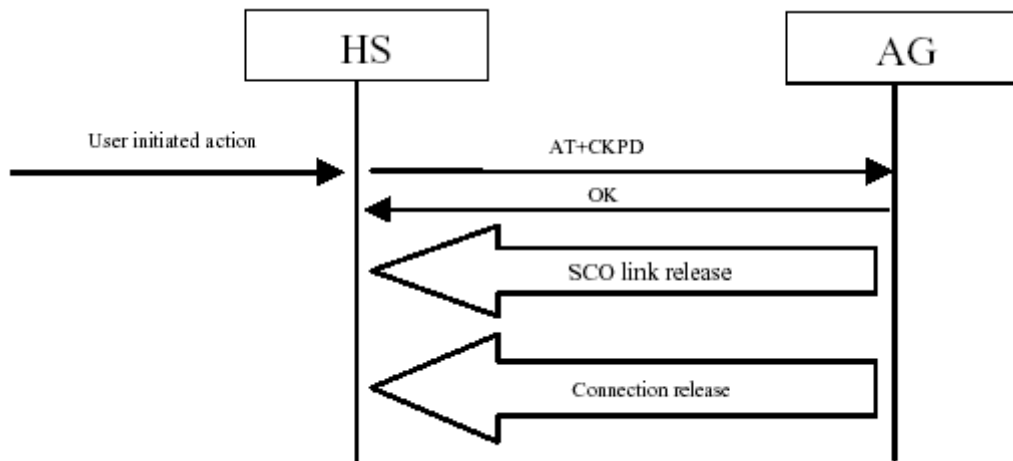 HS
AG
User initiated action
AT+CKPD
OK
SCO link release
Connection release